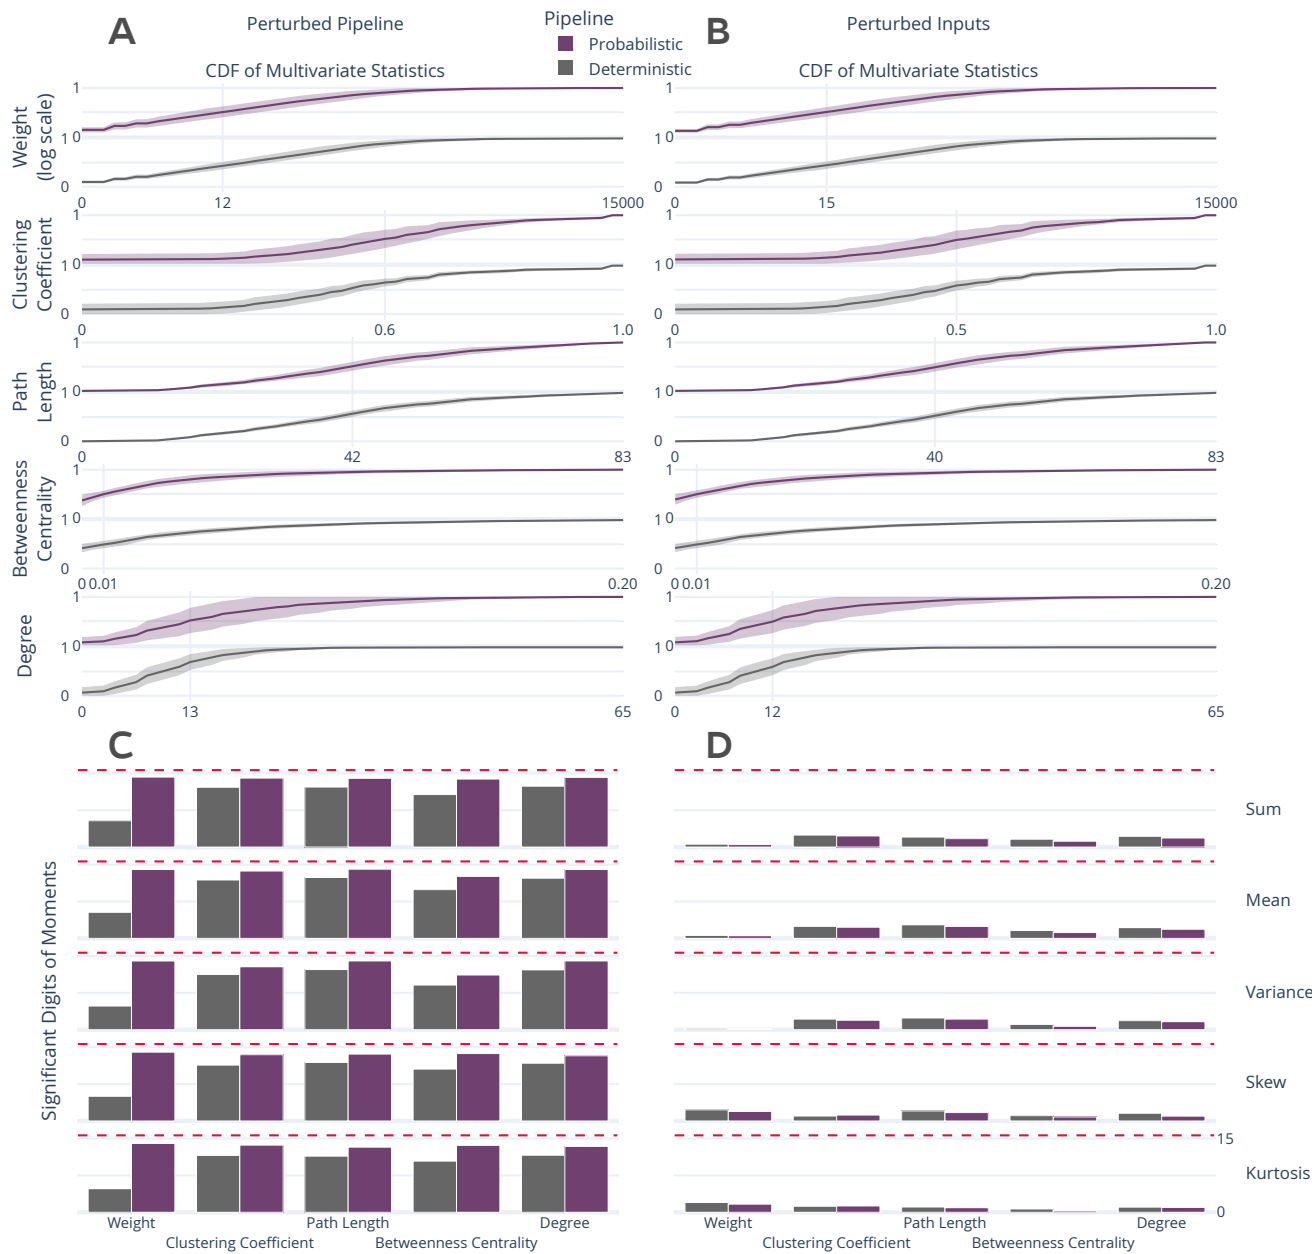 A
Perturbed Pipeline
Pipeline
Probabilistic
Deterministic
B
Perturbed Inputs
CDF of Multivariate Statistics
CDF of Multivariate Statistics
Weight
(log scale)
1
1 0
0
0 12 15000
1
1 0
0
0 15 15000
Clustering
Coefficient
1
1 0
0
0 0.6 1.0
1
1 0
0
0 0.5 1.0
Path
Length
1
1 0
0
0 42 83
1
1 0
0
0 40 83
Betweenness
Centrality
1
1 0
0
0 0.01 0.20
1
1 0
0
0 0.01 0.20
Degree
1
1 0
0
0 13 65
1
1 0
0
0 12 65
C
D
Significant Digits of Moments
Sum
Mean
Variance
Skew
15
Kurtosis
0
Weight Path Length Degree
Clustering Coefficient Betweenness Centrality
Weight Path Length Degree
Clustering Coefficient Betweenness Centrality